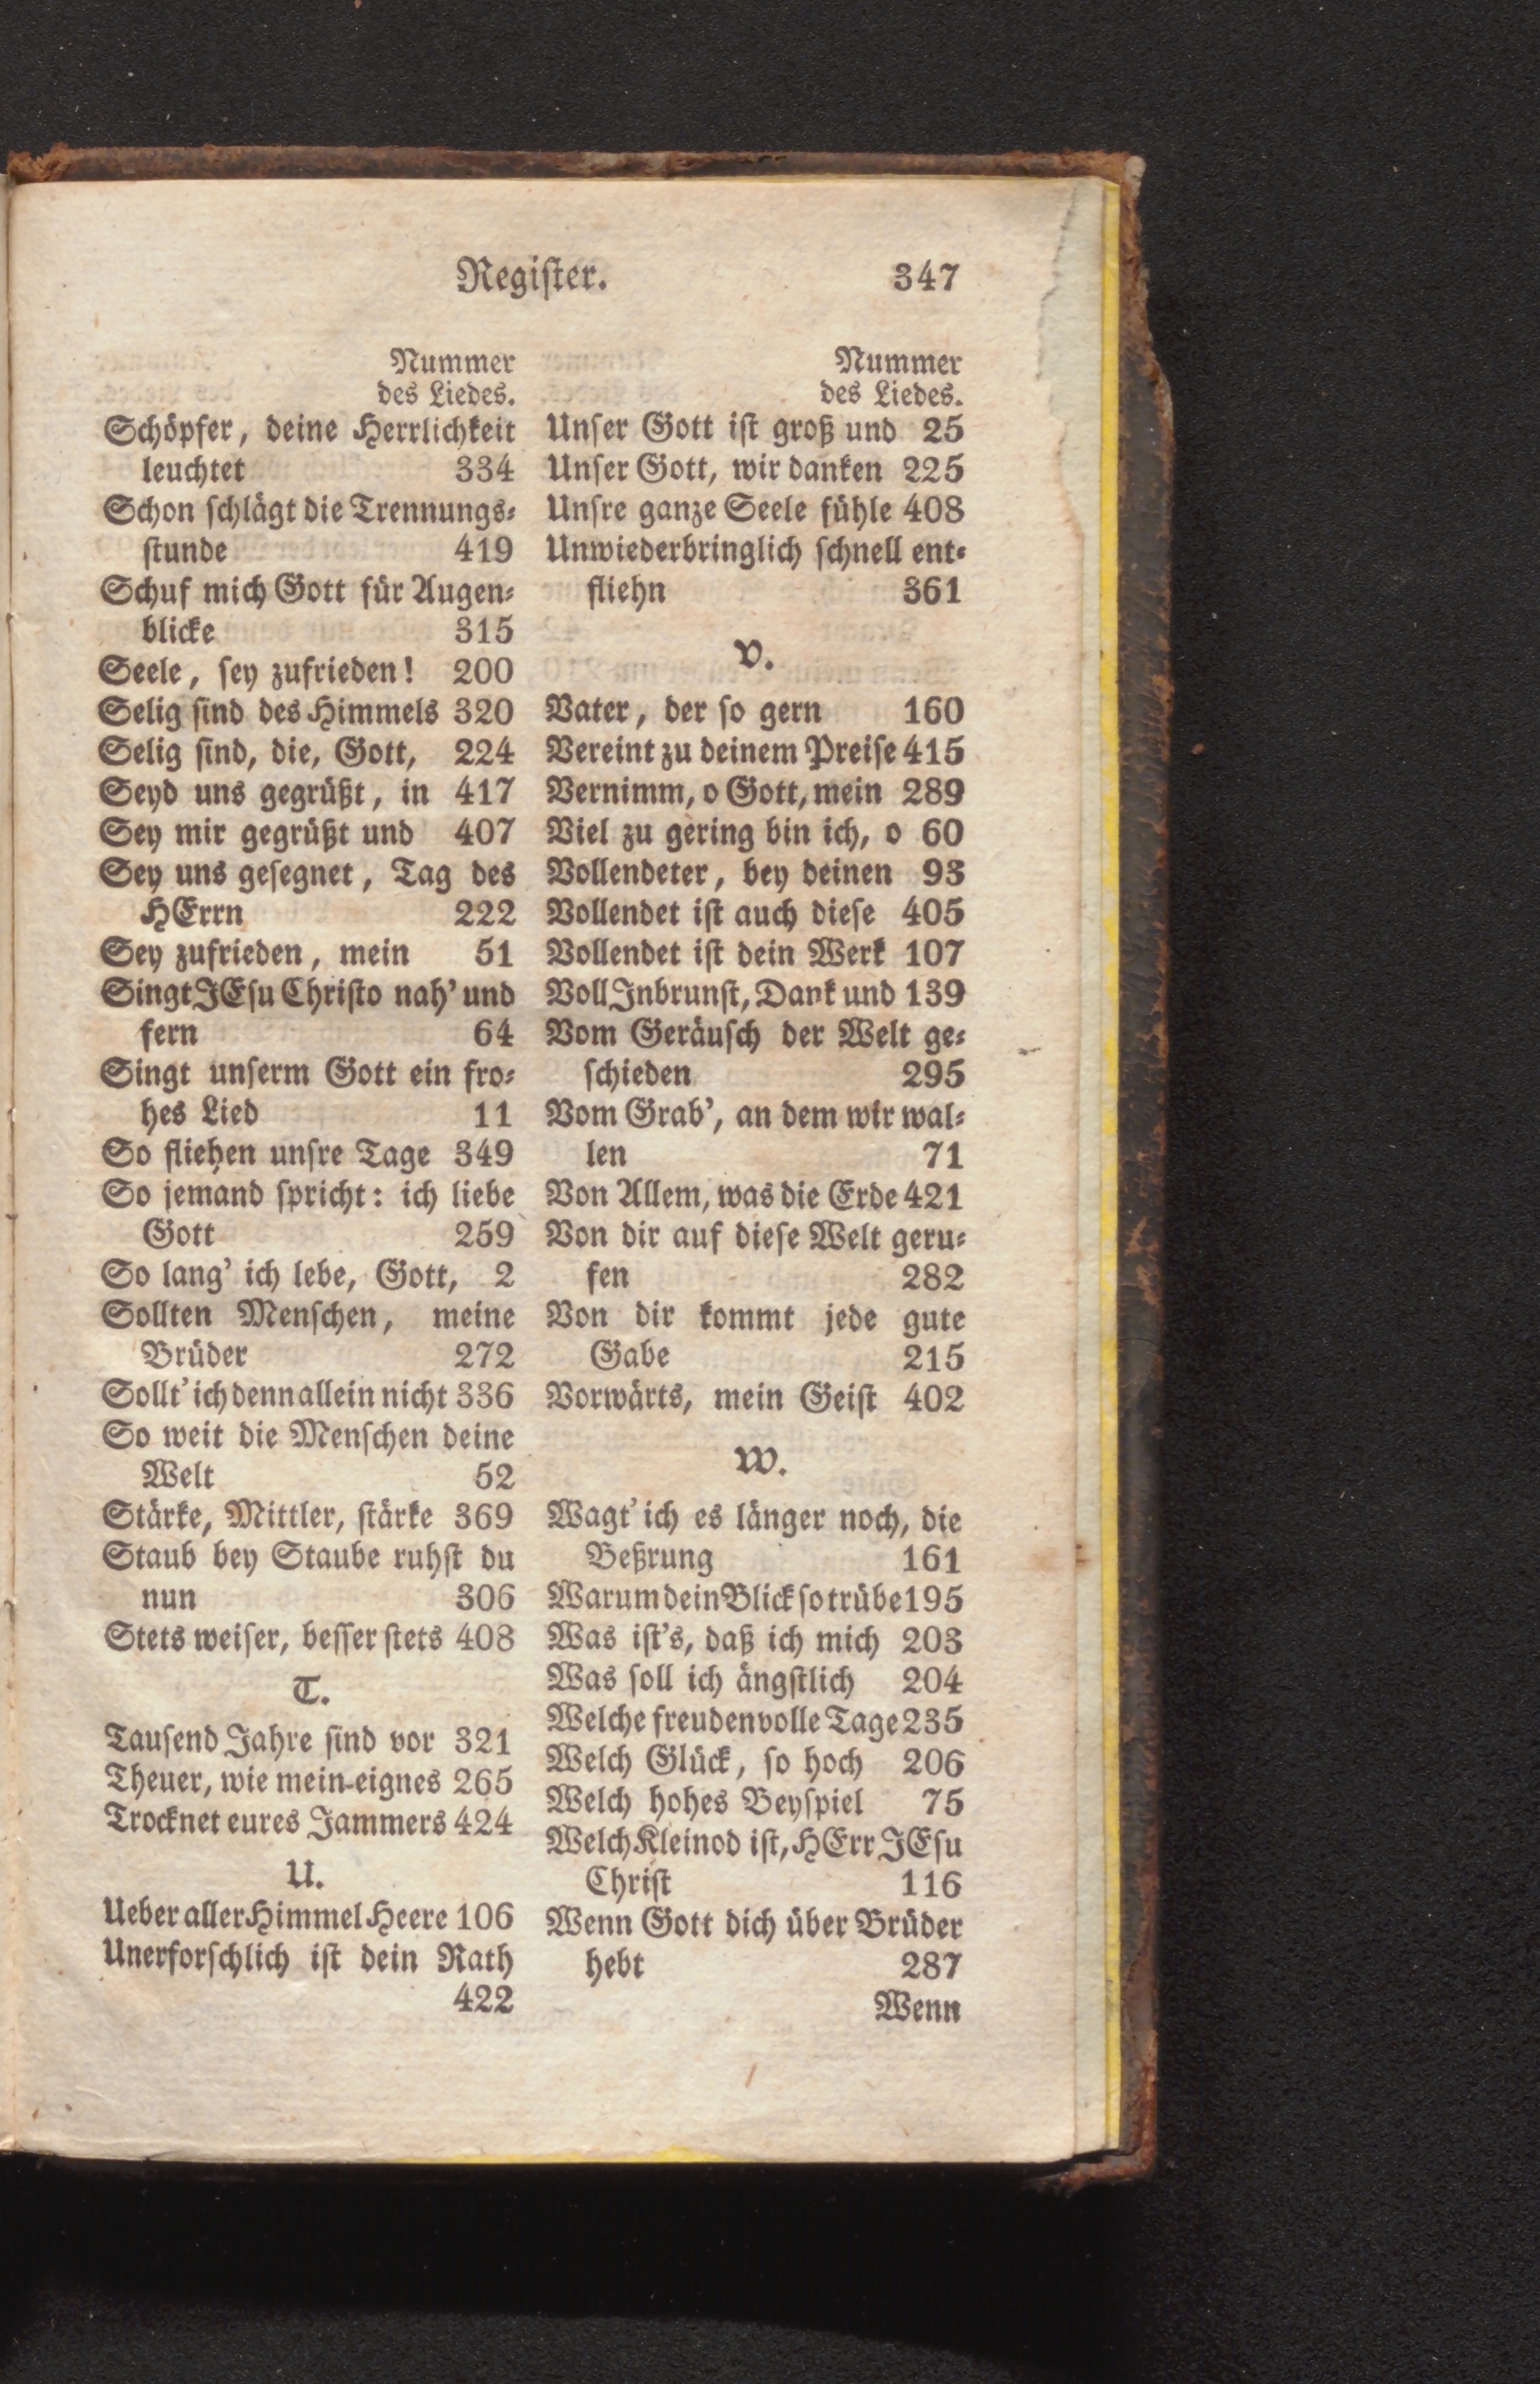 Register. 347
Nummer
des Liedes.
Schöpfer, deine Herrlichkeit
leuchtet 334
Schon schlägt die Trennungs-
stunde 419
Schuf mich Gott für Augen-
blicke 315
Seele, sey zufrieden! 200
Selig sind des Himmels 320
Selig sind, die, Gott, 224
Seyd uns gegrüßt, in 417
Sey mir gegrüßt und 407
Sey uns gesegnet, Tag des
HErrn 222
Sey zufrieden, mein 51
Singt JEsu Christo nah' und
fern 64
Singt unserm Gott ein fro-
hes Lied 11
So fliehen unsre Tage 349
So jemand spricht: ich liebe
Gott 259
So lang' ich lebe, Gott, 2
Sollten Menschen, meine
Brüder 272
Sollt' ich denn allein nicht 336
So weit die Menschen deine
Welt 52
Stärke, Mittler, stärke 369
Staub bey Staube ruhst du
nun 306
Stets weiser, besser stets 408
T.
Tausend Jahre sind vor 321
Theuer, wie mein eignes 265
Trocknet eures Jammers 424
U.
Ueber aller Himmel Heere 106
Unerforschlich ist dein Rath
422
Nummer
des Liedes.
Unser Gott ist groß und 25
Unser Gott, wir danken 225
Unsre ganze Seele fühle 408
Unwiederbringlich schnell ent-
fliehn 361
V.
Vater, der so gern 160
Vereint zu deinem Preise 415
Vernimm, o Gott, mein 289
Viel zu gering bin ich, o 60
Vollendeter, bey deinen 93
Vollendet ist auch diese 405
Vollendet ist dein Werk 107
Voll Inbrunst, Dank und 139
Vom Geräusch der Welt ge-
schieden 295
Vom Grab', an dem wir wal-
len 71
Von Allem, was die Erde 421
Von dir auf diese Welt geru-
fen 282
Von dir kommt jede gute
Gabe 215
Vorwärts, mein Geist 402
W.
Wagt' ich es länger noch, die
Beßrung 161
Warum dein Blick so trübe 195
Was ist's, daß ich mich 203
Was soll ich ängstlich 204
Welche freudenvolle Tage 235
Welch Glück, so hoch 206
Welch hohes Beyspiel 75
Welch Kleinod ist, HErr JEsu
Christ 116
Wenn Gott dich über Brüder
hebt 287
Wenn